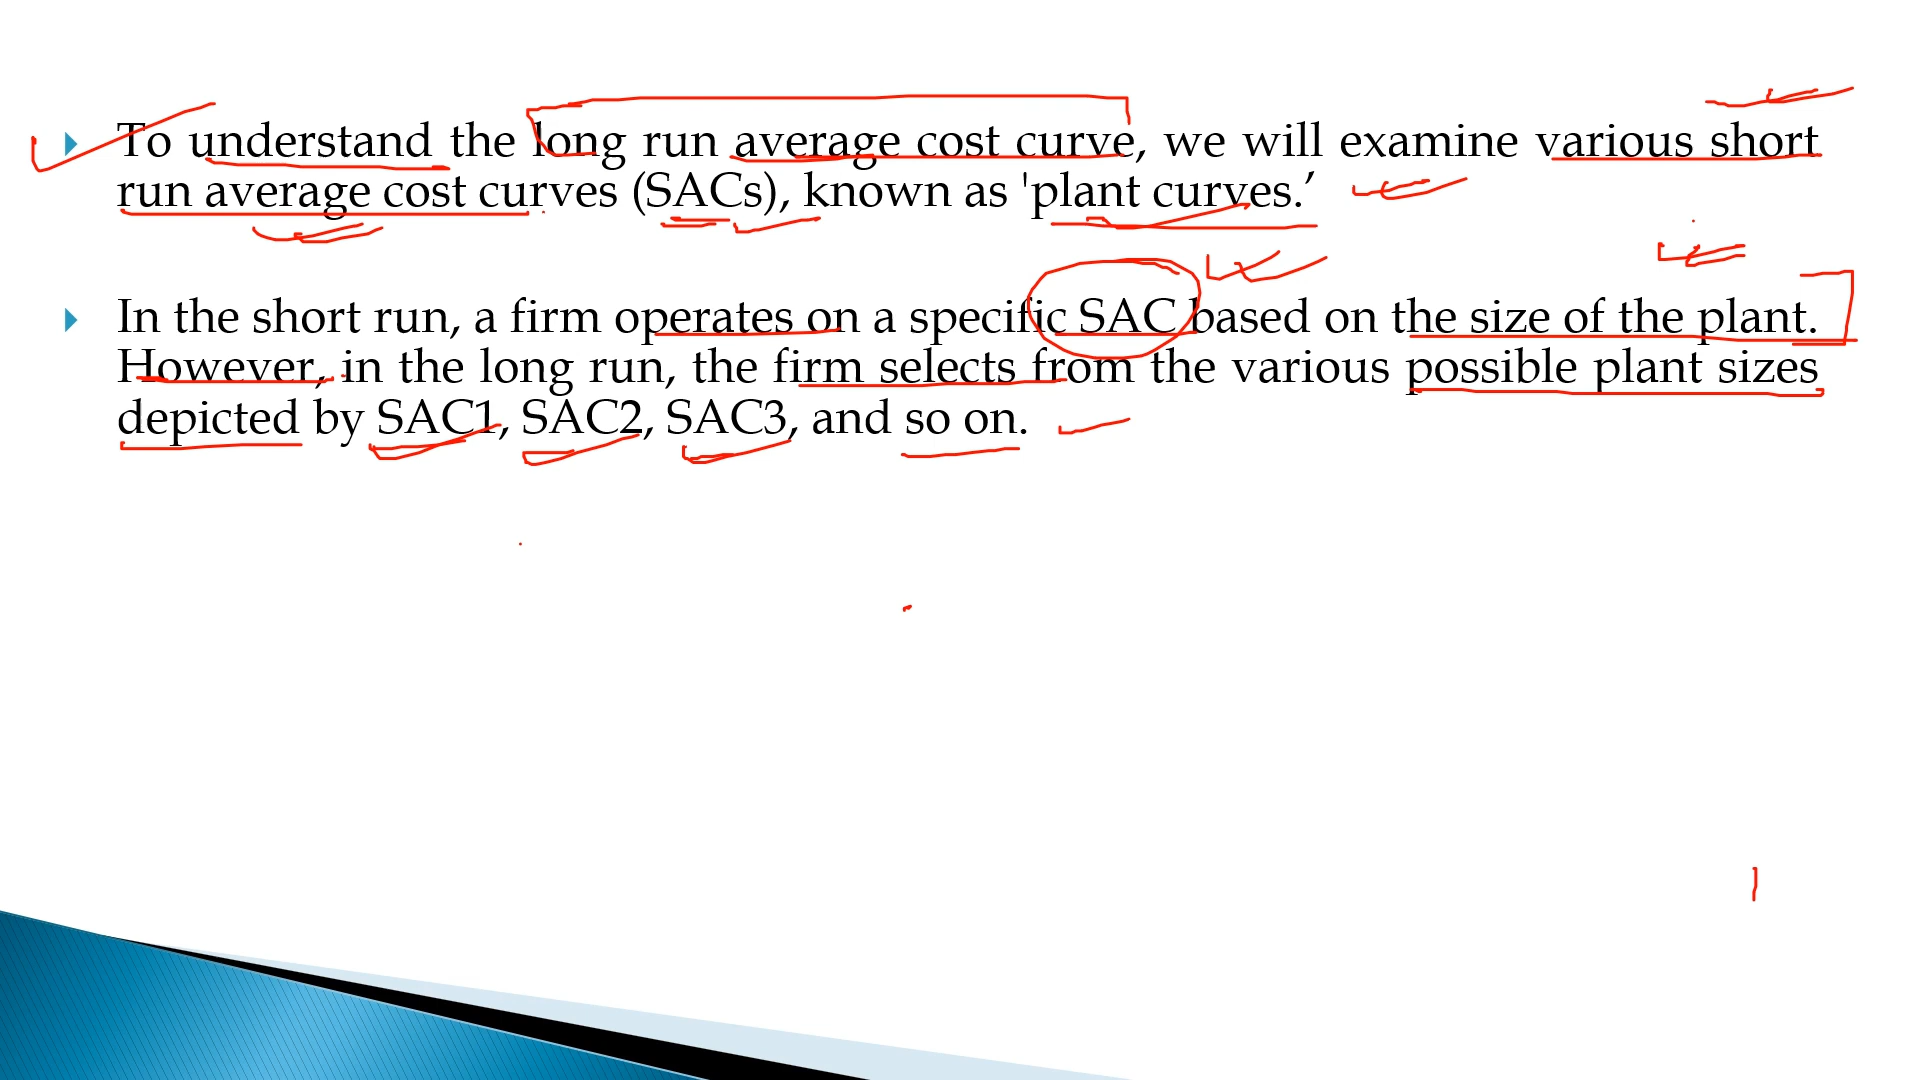 To understand the long run average cost curve, we will examine various short
run average cost curves (SACs), known as 'plant curves.’
In the short run, a firm operates on a specific SAC based on the size of the plant.
However, in the long run, the firm selects from the various possible plant sizes
depicted by SAC1, SAC2, SAC3, and so on.